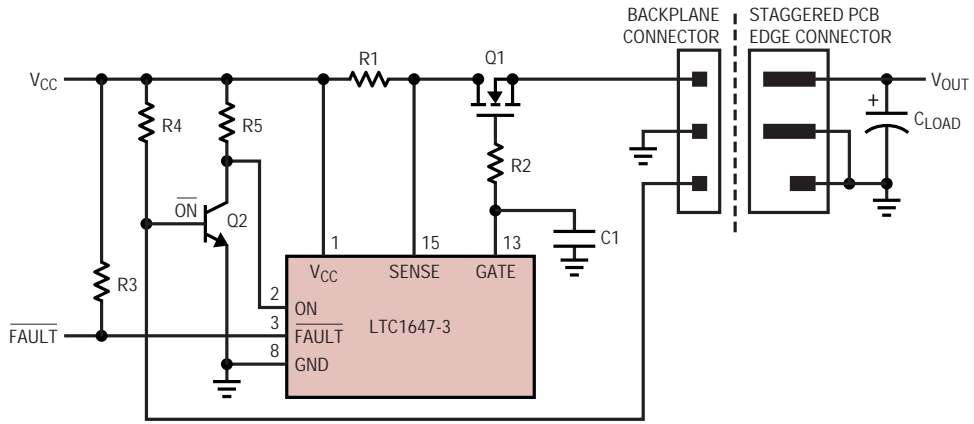 BACKPLANE
CONNECTOR
STAGGERED PCB
EDGE CONNECTOR
R1
Q1
VCC
VOUT
R4
R5
+
CLOAD
R2
ON
Q2
C1
1
15
13
R3
VCC
SENSE
GATE
2
ON
LTC1647-3
3
FAULT
FAULT
8
GND